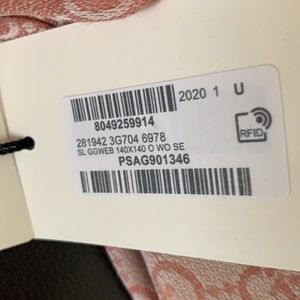 2020 1 U
8049259914
281942 3G704 6978
SL GGWEB 140X140 O WO SE
PSAG901346
RFID